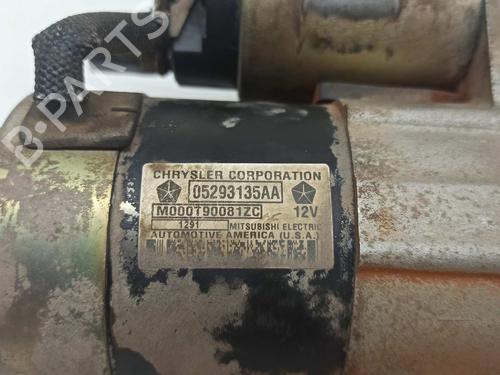 CHRYSLER CORPORATION
05293135AA
M000T90081ZC 12V
1291 MITSUBISHI ELECTRIC
AUTOMOTIVE AMERICA (U.S.A.)
B-PARTS